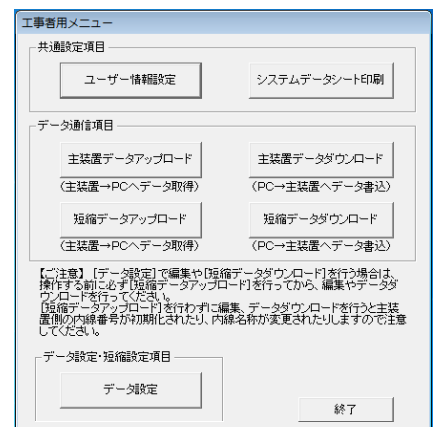 工事者用メニュー
共通設定項目
ユーザー情報設定
システムデータシート印刷
データ通信項目
主装置データアップロード
主装置データダウンロード
(主装置→PCへデータ取得)
(PC→主装置へデータ書込)
短縮データアップロード
短縮データダウンロード
(主装置→PCへデータ取得)
(PC→主装置へデータ書込)
【ご注意】 [データ設定]で編集や[短縮データダウンロード]を行う場合は、
操作する前に必ず[短縮データアップロード]を行ってから、編集やデータダ
ウンロードを行ってください。
[短縮データアップロード]を行わずに編集、データダウンロードを行うと主装
置側の内線番号が初期化されたり、内線名称が変更されたりしますので注意
してください。
データ設定・短縮設定項目
データ設定
終了